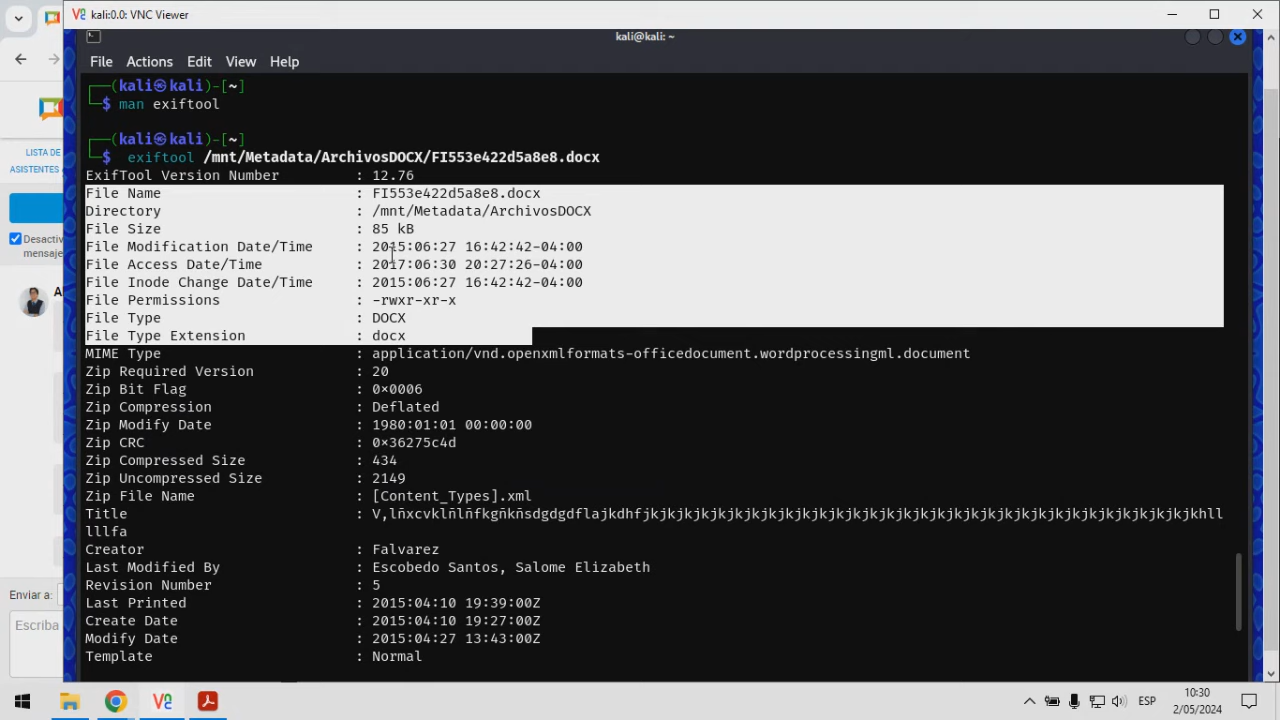 kali:0.0: VNC Viewer
kali@kali: ~
File Actions Edit View Help
(kali㉿kali)-[~]
$ man exiftool
(kali㉿kali)-[~]
$ exiftool /mnt/Metadata/ArchivosDOCX/FI553e422d5a8e8.docx
ExifTool Version Number : 12.76
File Name : FI553e422d5a8e8.docx
Directory : /mnt/Metadata/ArchivosDOCX
File Size : 85 kB
File Modification Date/Time : 2015:06:27 16:42:42-04:00
File Access Date/Time : 2017:06:30 20:27:26-04:00
File Inode Change Date/Time : 2015:06:27 16:42:42-04:00
File Permissions : -rwxr-xr-x
File Type : DOCX
File Type Extension : docx
MIME Type : application/vnd.openxmlformats-officedocument.wordprocessingml.document
Zip Required Version : 20
Zip Bit Flag : 0×0006
Zip Compression : Deflated
Zip Modify Date : 1980:01:01 00:00:00
Zip CRC : 0×36275c4d
Zip Compressed Size : 434
Zip Uncompressed Size : 2149
Zip File Name : [Content_Types].xml
Title : V,lñxcvklñlñfkgñkñsdgdgdflajkdhfjkjkjkjkjkjkjkjkjkjkjkjkjkjkjkjkjkjkjkjkjkjkjkjkjkjkjkjkjkjkjkjkhll
lllfa
Creator : Falvarez
Last Modified By : Escobedo Santos, Salome Elizabeth
Revision Number : 5
Last Printed : 2015:04:10 19:39:00Z
Create Date : 2015:04:10 19:27:00Z
Modify Date : 2015:04:27 13:43:00Z
Template : Normal
LISTA DE
ASISTENTES
Desactiv
mensaje
A
Enviar a:
Escriba
ESP
10:30
2/05/2024